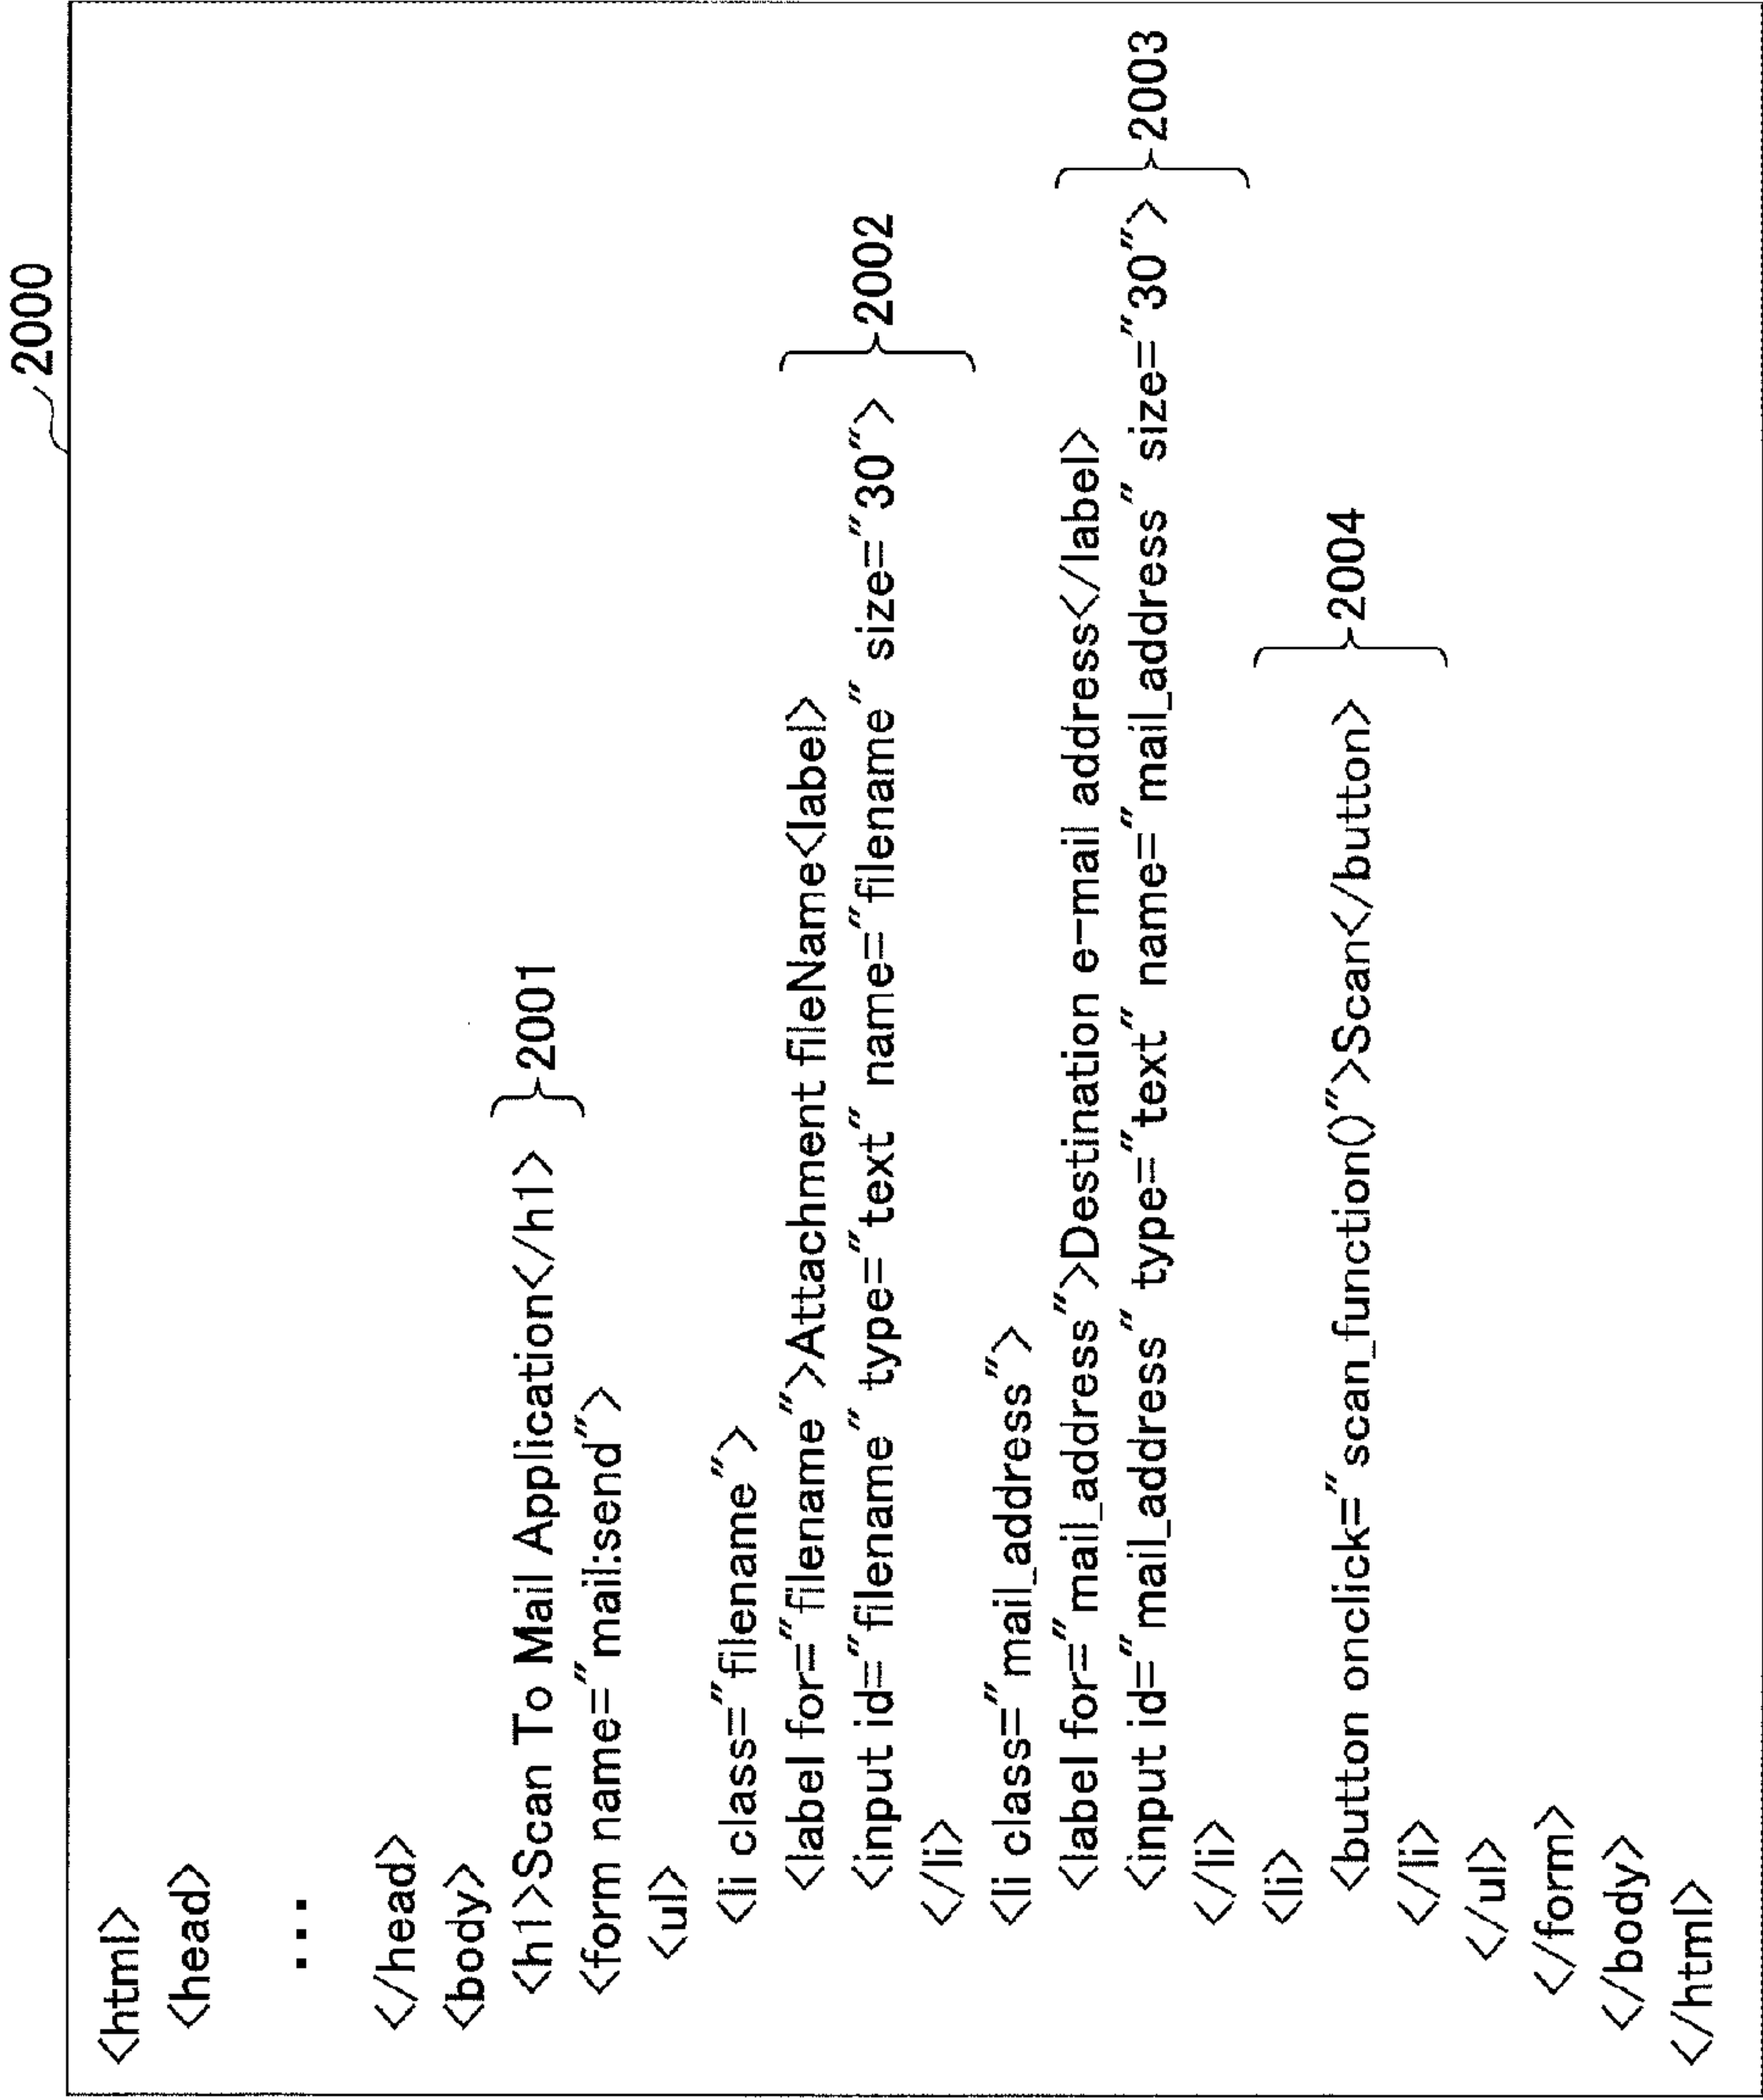 2000
<html>
<head>
...
</head>
<body>
<h1>Scan To Mail Application</h1> 2001
<form name="mail:send">
<ul>
<li class="filename">
<label for="filename">Attachment fileName<label>
<input id="filename" type="text" name="filename" size="30"> 2002
</li>
<li class="mail_address">
<label for="mail_address">Destination e-mail address</label>
<input id="mail_address" type="text" name="mail_address" size="30"> 2003
</li>
<li>
<button onclick="scan_function()">Scan</button> 2004
</li>
</ul>
</form>
</body>
</html>